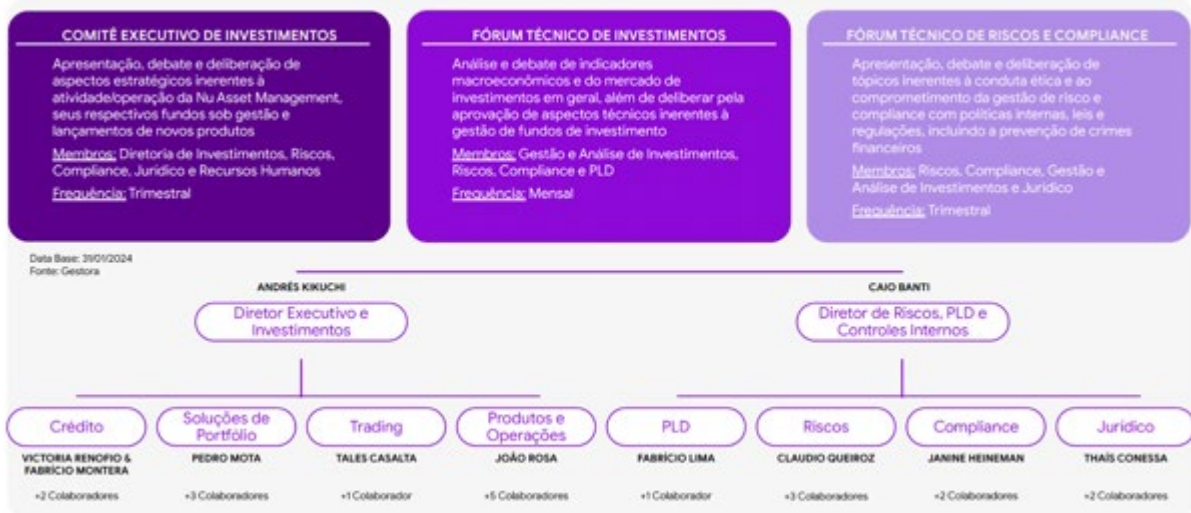 COMITÊ EXECUTIVO DE INVESTIMENTOS
Apresentação, debate e deliberação de
aspectos estratégicos inerentes à
atividade/operação da Nu Asset Management,
seus respectivos fundos sob gestão e
lançamentos de novos produtos
Membros: Diretoria de Investimentos, Riscos,
Compliance, Jurídico e Recursos Humanos
Frequência: Trimestral
FÓRUM TÉCNICO DE INVESTIMENTOS
Análise e debate de indicadores
macroeconômicos e do mercado de
investimentos em geral, além de deliberar pela
aprovação de aspectos técnicos inerentes à
gestão de fundos de investimento
Membros: Gestão e Análise de Investimentos,
Riscos, Compliance e PLD
Frequência: Mensal
FÓRUM TÉCNICO DE RISCOS E COMPLIANCE
Apresentação, debate e deliberação de
tópicos inerentes à conduta ética e ao
comprometimento da gestão de risco e
compliance com políticas internas, leis e
regulações, incluindo a prevenção de crimes
financeiros
Membros: Riscos, Compliance, Gestão e
Análise de Investimentos e Jurídico
Frequência: Trimestral
Data Base: 31/01/2024
Fonte: Gestora
ANDRÉS KIKUCHI
Diretor Executivo e
Investimentos
CAIO BANTI
Diretor de Riscos, PLD e
Controles Internos
Crédito
VICTORIA RENOFIO &
FABRÍCIO MONTERA
+2 Colaboradores
Soluções de
Portfólio
PEDRO MOTA
+3 Colaboradores
Trading
TALES CASALTA
+1 Colaborador
Produtos e
Operações
JOÃO ROSA
+5 Colaboradores
PLD
FABRÍCIO LIMA
+1 Colaborador
Riscos
CLAUDIO QUEIROZ
+3 Colaboradores
Compliance
JANINE HEINEMAN
+2 Colaboradores
Jurídico
THAÍS CONESSA
+2 Colaboradores